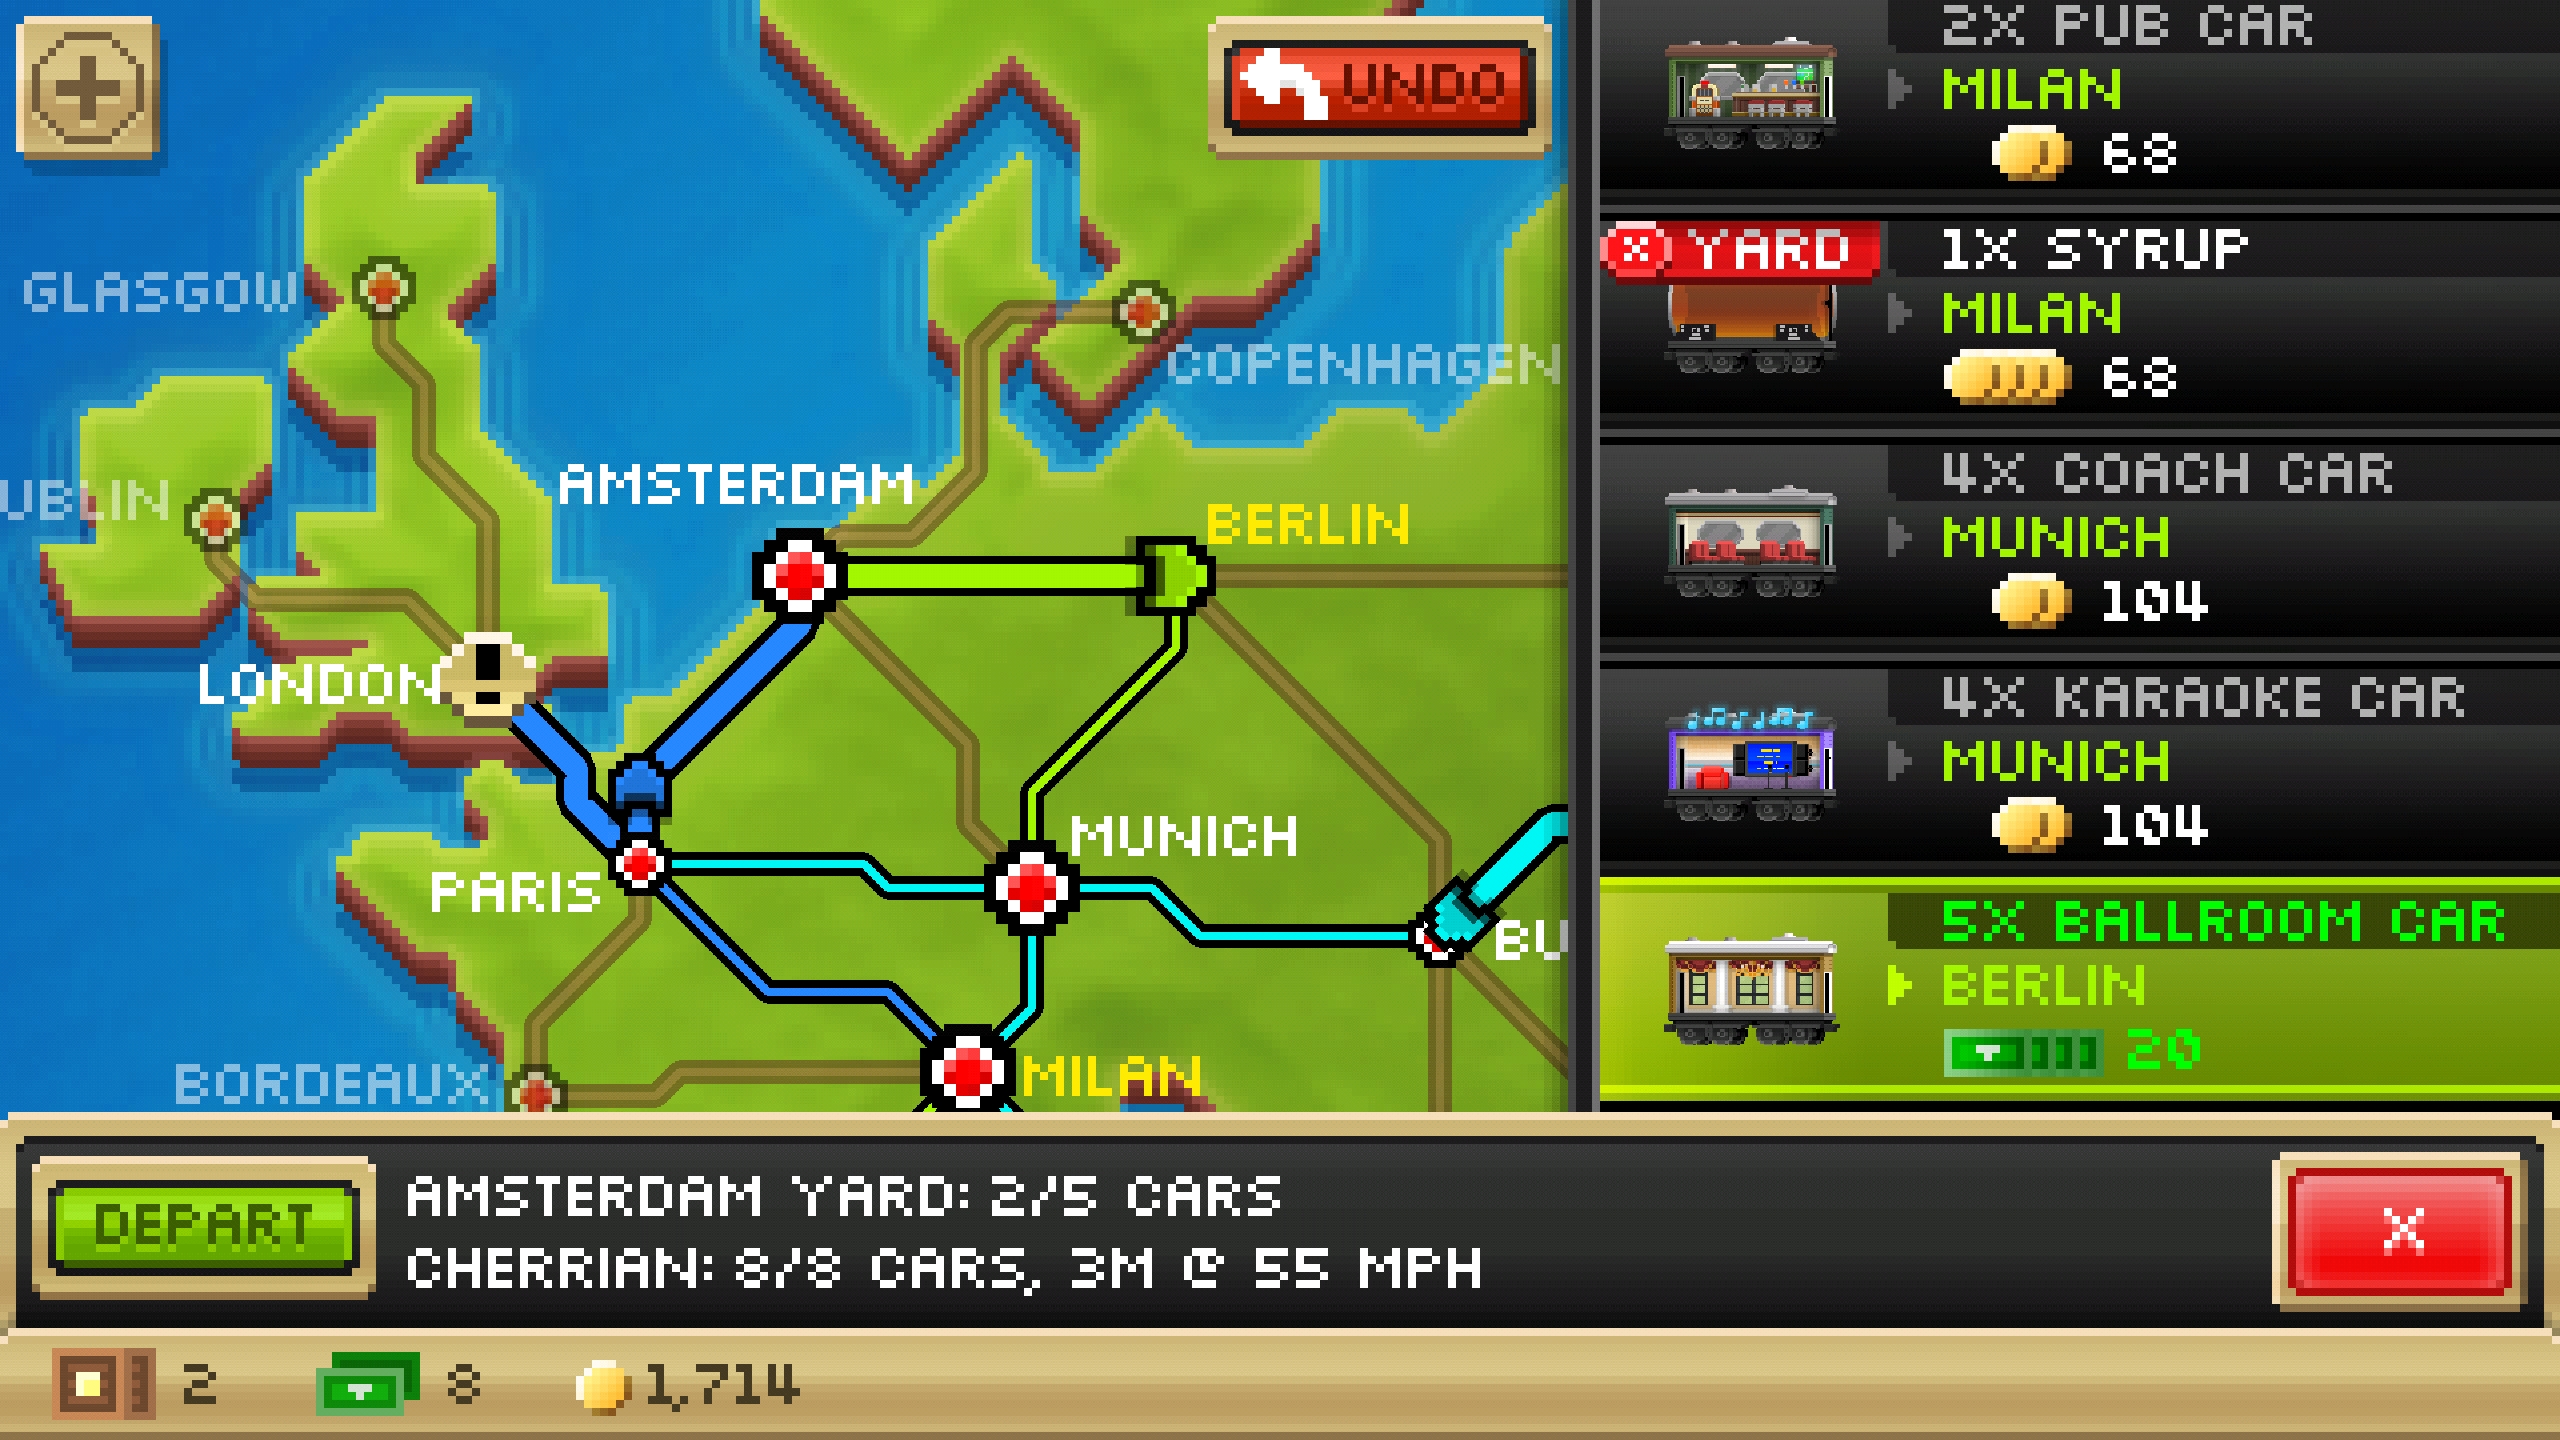 UNDO
GLASGOW
COPENHAGEN
UBLIN
AMSTERDAM
BERLIN
LONDON
MUNICH
PARIS
BU
BORDEAUX
MILAN
2X PUB CAR
MILAN
68
YARD
1X SYRUP
MILAN
68
4X COACH CAR
MUNICH
104
4X KARAOKE CAR
MUNICH
104
5X BALLROOM CAR
BERLIN
20
DEPART
AMSTERDAM YARD: 2/5 CARS
CHERRIAN: 8/8 CARS, 3M @ 55 MPH
X
2
8
1,714